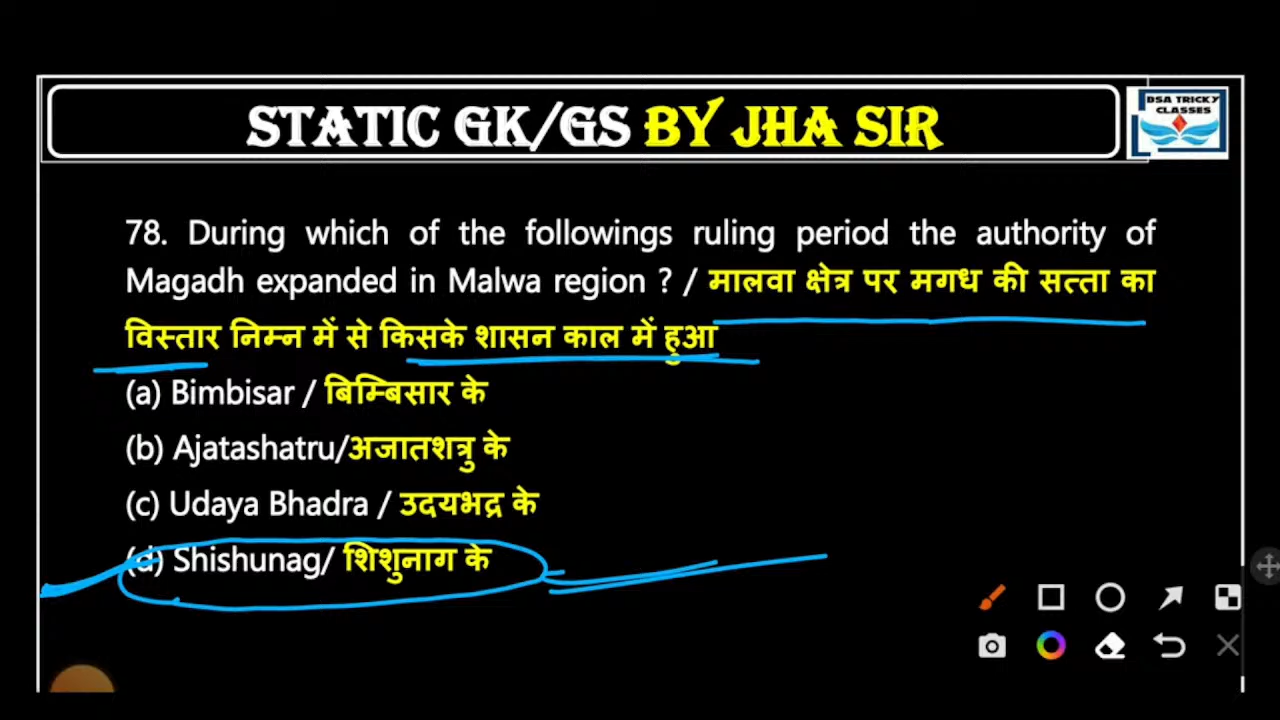 STATIC GK/GS BY JHA SIR
DSA TRICKY
CLASSES
78. During which of the followings ruling period the authority of
Magadh expanded in Malwa region ? / मालवा क्षेत्र पर मगध की सत्ता का
विस्तार निम्न में से किसके शासन काल में हुआ
(a) Bimbisar / बिम्बिसार के
(b) Ajatashatru/अजातशत्रु के
(c) Udaya Bhadra / उदयभद्र के
(d) Shishunag/ शिशुनाग के